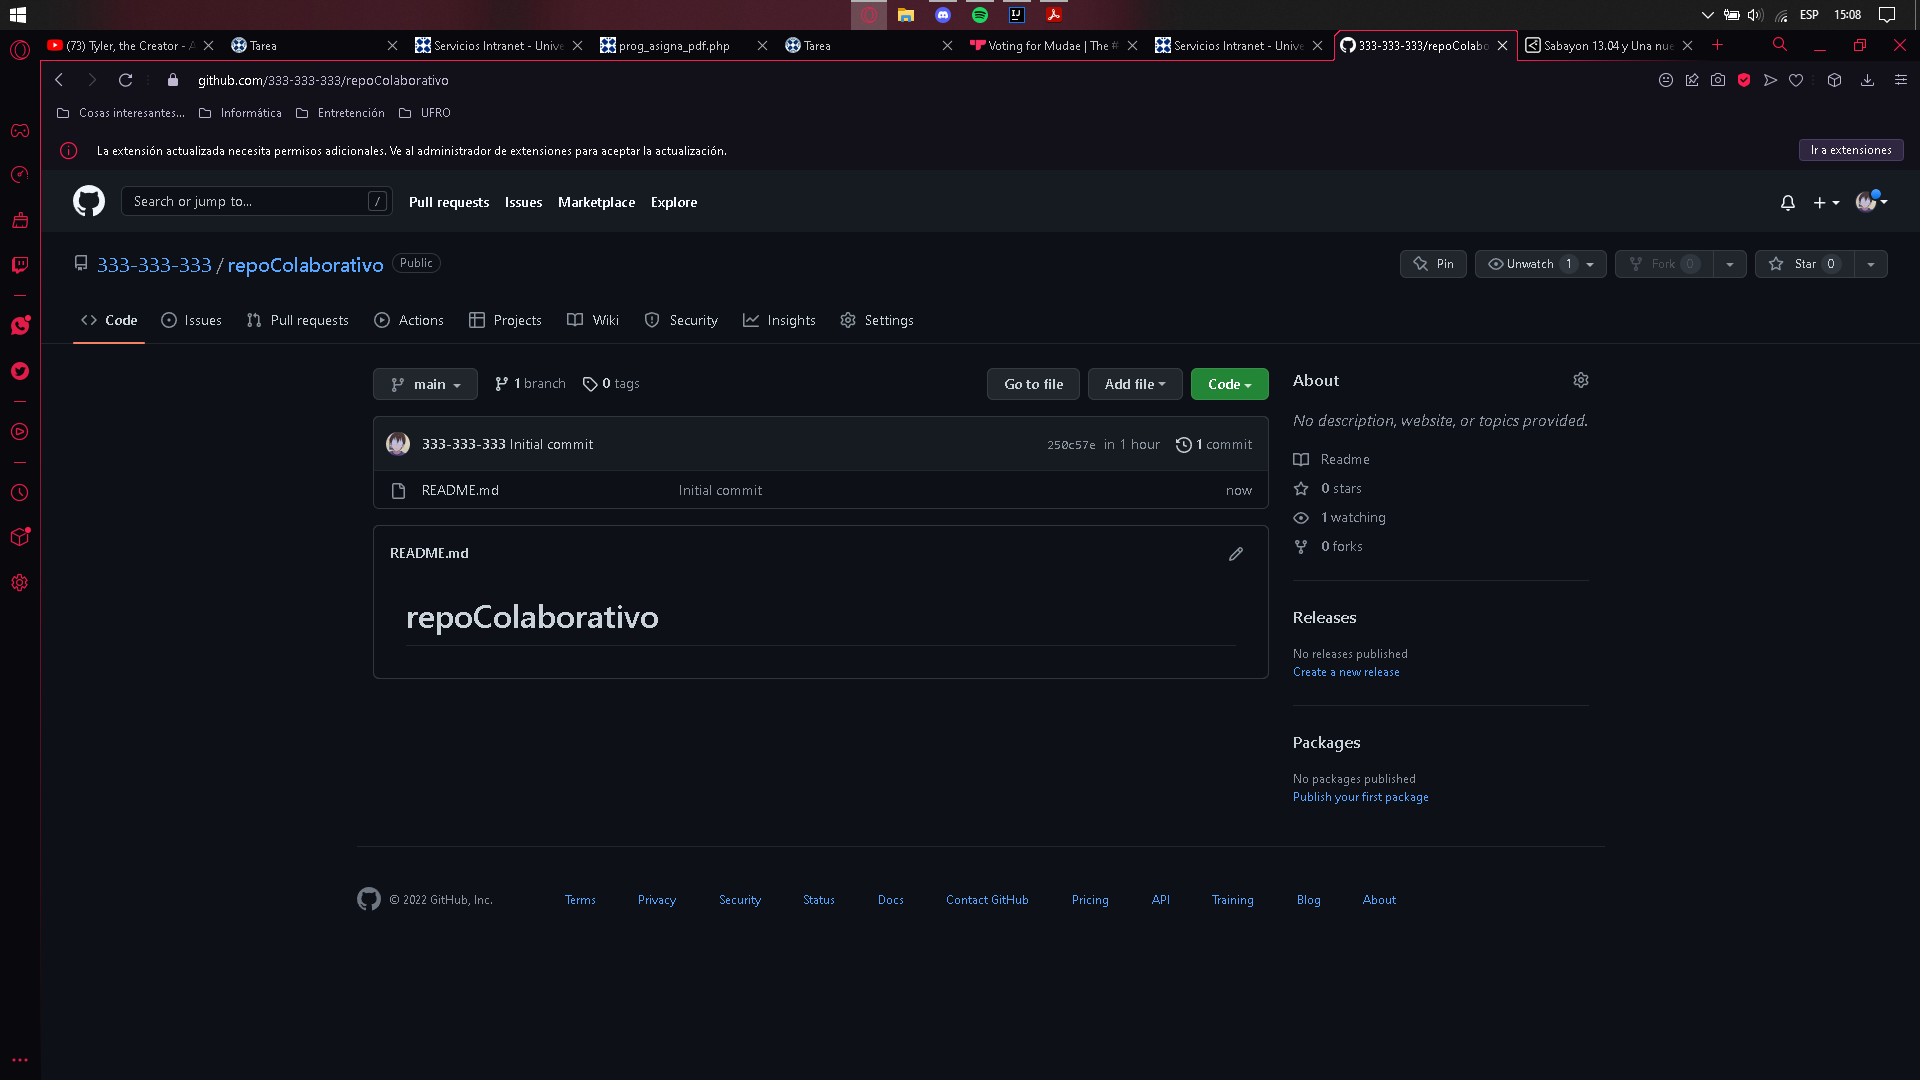 ESP 15:08
(73) Tyler, the Creator - A
Tarea
Servicios Intranet - Unive
prog_asigna_pdf.php
Tarea
Voting for Mudae | The #
Servicios Intranet - Unive
333-333-333/repoColabo
Sabayon 13.04 y Una nue
github.com/333-333-333/repoColaborativo
Cosas interesantes... Informática Entretención UFRO
La extensión actualizada necesita permisos adicionales. Ve al administrador de extensiones para aceptar la actualización. Ir a extensiones
Search or jump to... / Pull requests Issues Marketplace Explore
333-333-333 / repoColaborativo Public Pin Unwatch 1 Fork 0 Star 0
Code Issues Pull requests Actions Projects Wiki Security Insights Settings
main 1 branch 0 tags Go to file Add file Code
333-333-333 Initial commit 250c57e in 1 hour 1 commit
README.md Initial commit now
README.md
repoColaborativo
About
No description, website, or topics provided.
Readme
0 stars
1 watching
0 forks
Releases
No releases published
Create a new release
Packages
No packages published
Publish your first package
© 2022 GitHub, Inc. Terms Privacy Security Status Docs Contact GitHub Pricing API Training Blog About